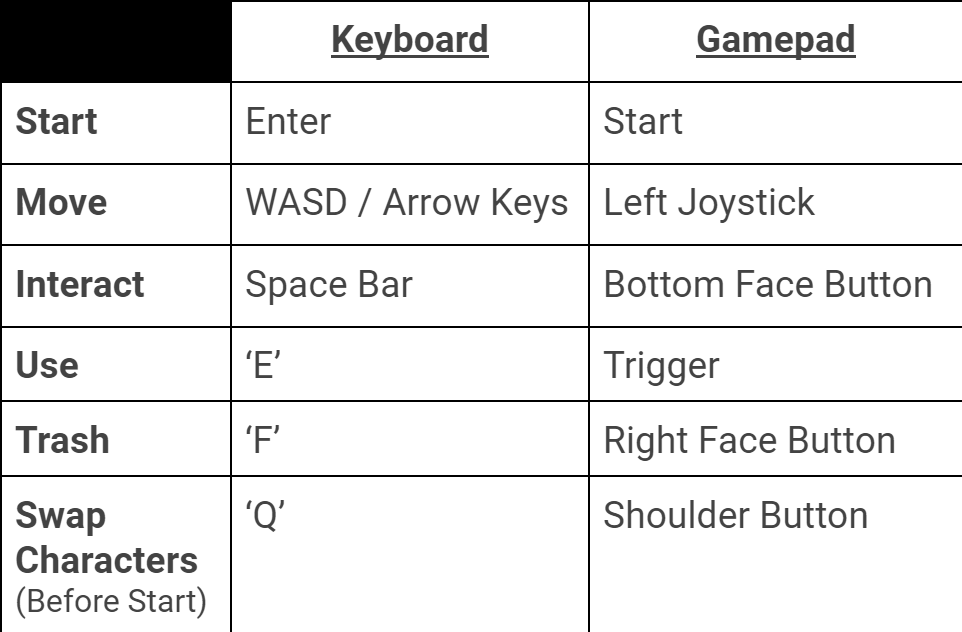 Keyboard Gamepad
Start Enter Start
Move WASD / Arrow Keys Left Joystick
Interact Space Bar Bottom Face Button
Use ‘E’ Trigger
Trash ‘F’ Right Face Button
Swap ‘Q’ Shoulder Button
Characters
(Before Start)